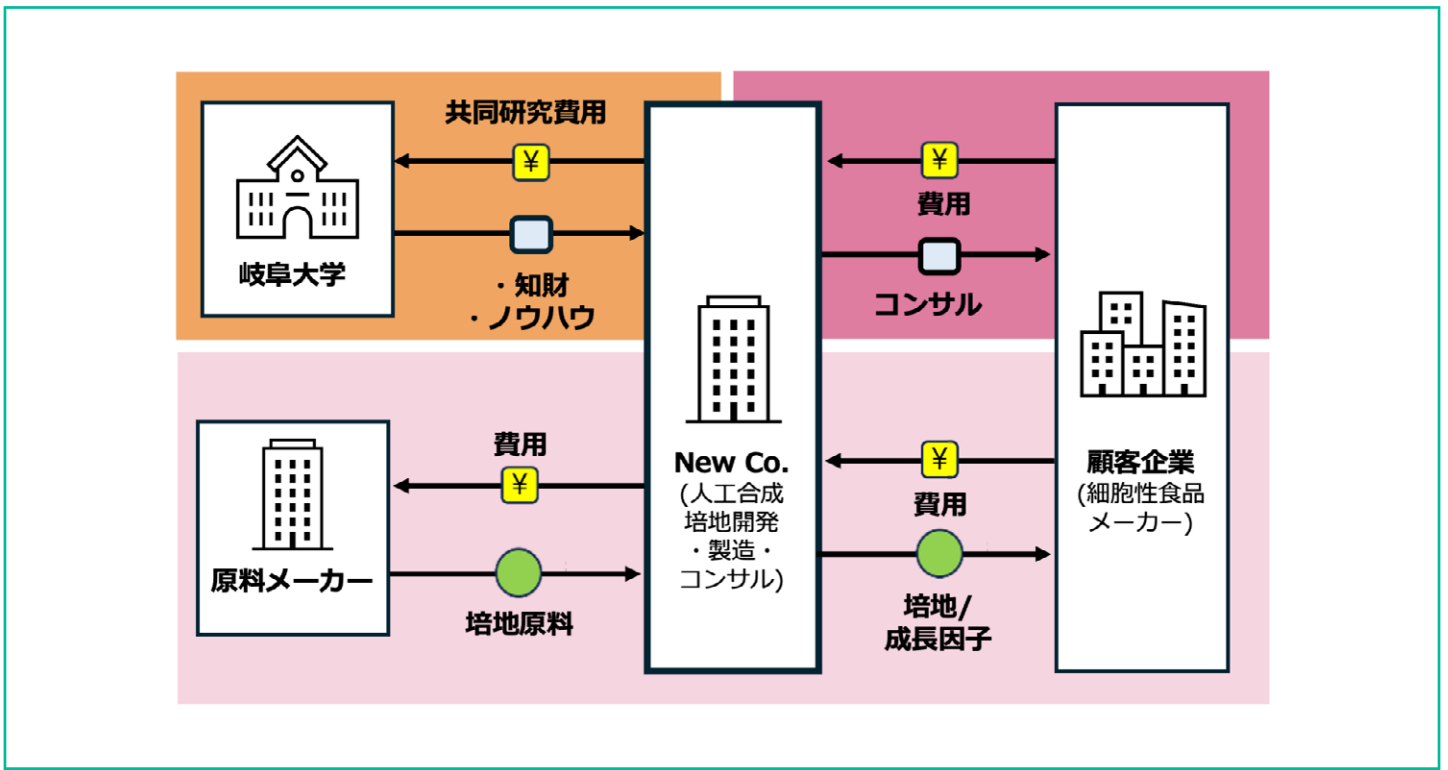 共同研究費用
¥
岐阜大学
・知財
・ノウハウ
¥
費用
コンサル
原料メーカー
費用
¥
培地原料
New Co.
(人工合成
培地開発
・製造・
コンサル)
¥
費用
培地/
成長因子
顧客企業
(細胞性食品
メーカー)